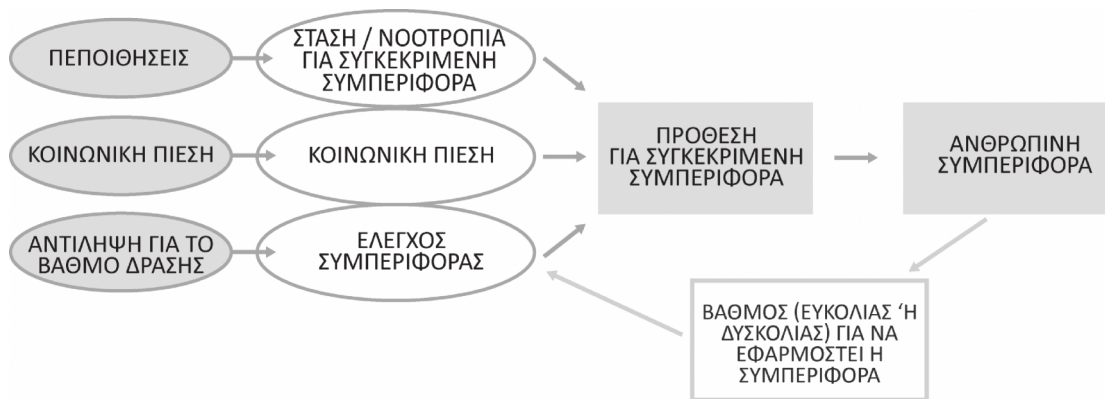 ΠΕΠΟΙΘΗΣΕΙΣ
ΣΤΑΣΗ / ΝΟΟΤΡΟΠΙΑ
ΓΙΑ ΣΥΓΚΕΚΡΙΜΕΝΗ
ΣΥΜΠΕΡΙΦΟΡΑ
ΚΟΙΝΩΝΙΚΗ ΠΙΕΣΗ
ΚΟΙΝΩΝΙΚΗ ΠΙΕΣΗ
ΑΝΤΙΛΗΨΗ ΓΙΑ ΤΟ
ΒΑΘΜΟ ΔΡΑΣΗΣ
ΕΛΕΓΧΟΣ
ΣΥΜΠΕΡΙΦΟΡΑΣ
ΠΡΟΘΕΣΗ
ΓΙΑ ΣΥΓΚΕΚΡΙΜΕΝΗ
ΣΥΜΠΕΡΙΦΟΡΑ
ΑΝΘΡΩΠΙΝΗ
ΣΥΜΠΕΡΙΦΟΡΑ
ΒΑΘΜΟΣ (ΕΥΚΟΛΙΑΣ ‘Η
ΔΥΣΚΟΛΙΑΣ) ΓΙΑ ΝΑ
ΕΦΑΡΜΟΣΤΕΙ Η
ΣΥΜΠΕΡΙΦΟΡΑ